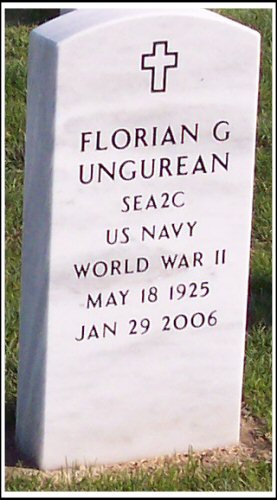 FLORIAN G
UNGUREAN
SEA2C
US NAVY
WORLD WAR II
MAY 18 1925
JAN 29 2006